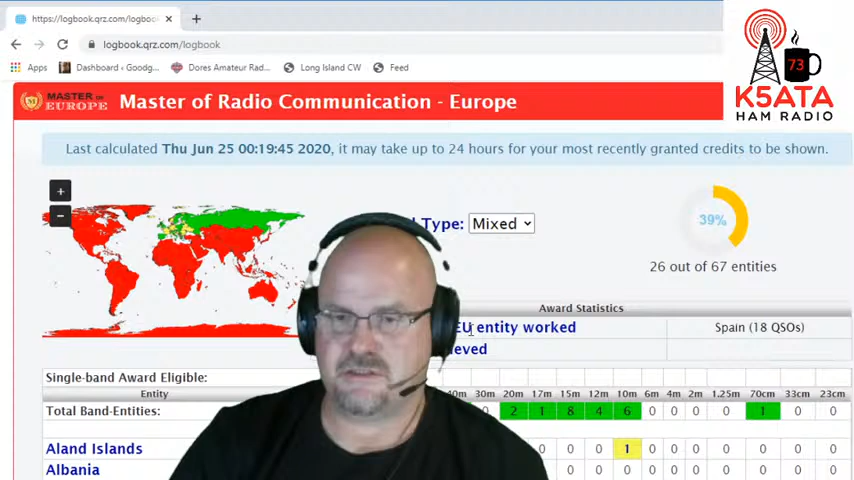 https://logbook.qrz.com/logbo
logbook.qrz.com/logbook
Apps Dashboard ‹ Goodg... Dores Amateur Rad... Long Island CW Feed
73
K5ATA
HAM RADIO
MASTER OF EUROPE
Master of Radio Communication - Europe
Last calculated Thu Jun 25 00:19:45 2020, it may take up to 24 hours for your most recently granted credits to be shown.
+
−
Type: Mixed
39%
26 out of 67 entities
Award Statistics
EU entity worked Spain (18 QSOs)
Single-band Award Eligible:
Entity 40m 30m 20m 17m 15m 12m 10m 6m 4m 2m 1.25m 70cm 33cm 23cm
Total Band-Entities: 0 2 1 8 4 6 0 0 0 0 1 0 0
Aland Islands 0 0 0 1 0 0 0 0 0 0 0
Albania 0 0 0 0 0 0 0 0 0 0 0